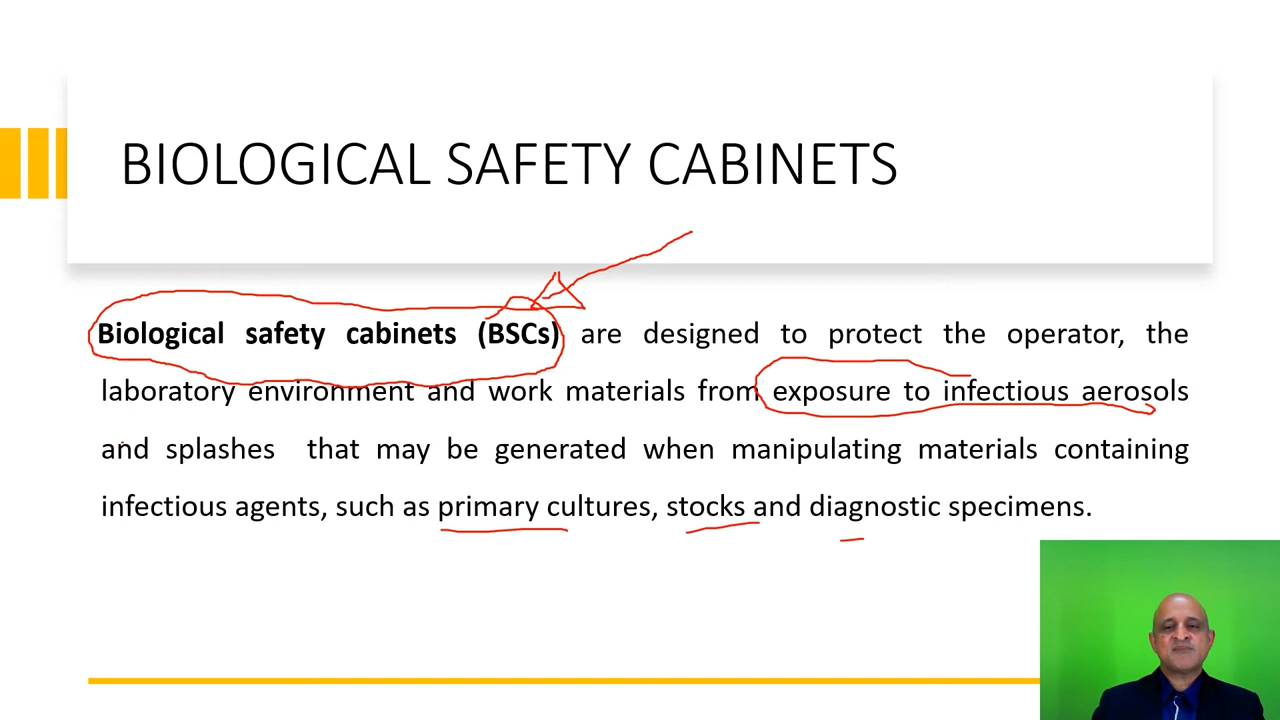 BIOLOGICAL SAFETY CABINETS
Biological safety cabinets (BSCs) are designed to protect the operator, the
laboratory environment and work materials from exposure to infectious aerosols
and splashes that may be generated when manipulating materials containing
infectious agents, such as primary cultures, stocks and diagnostic specimens.